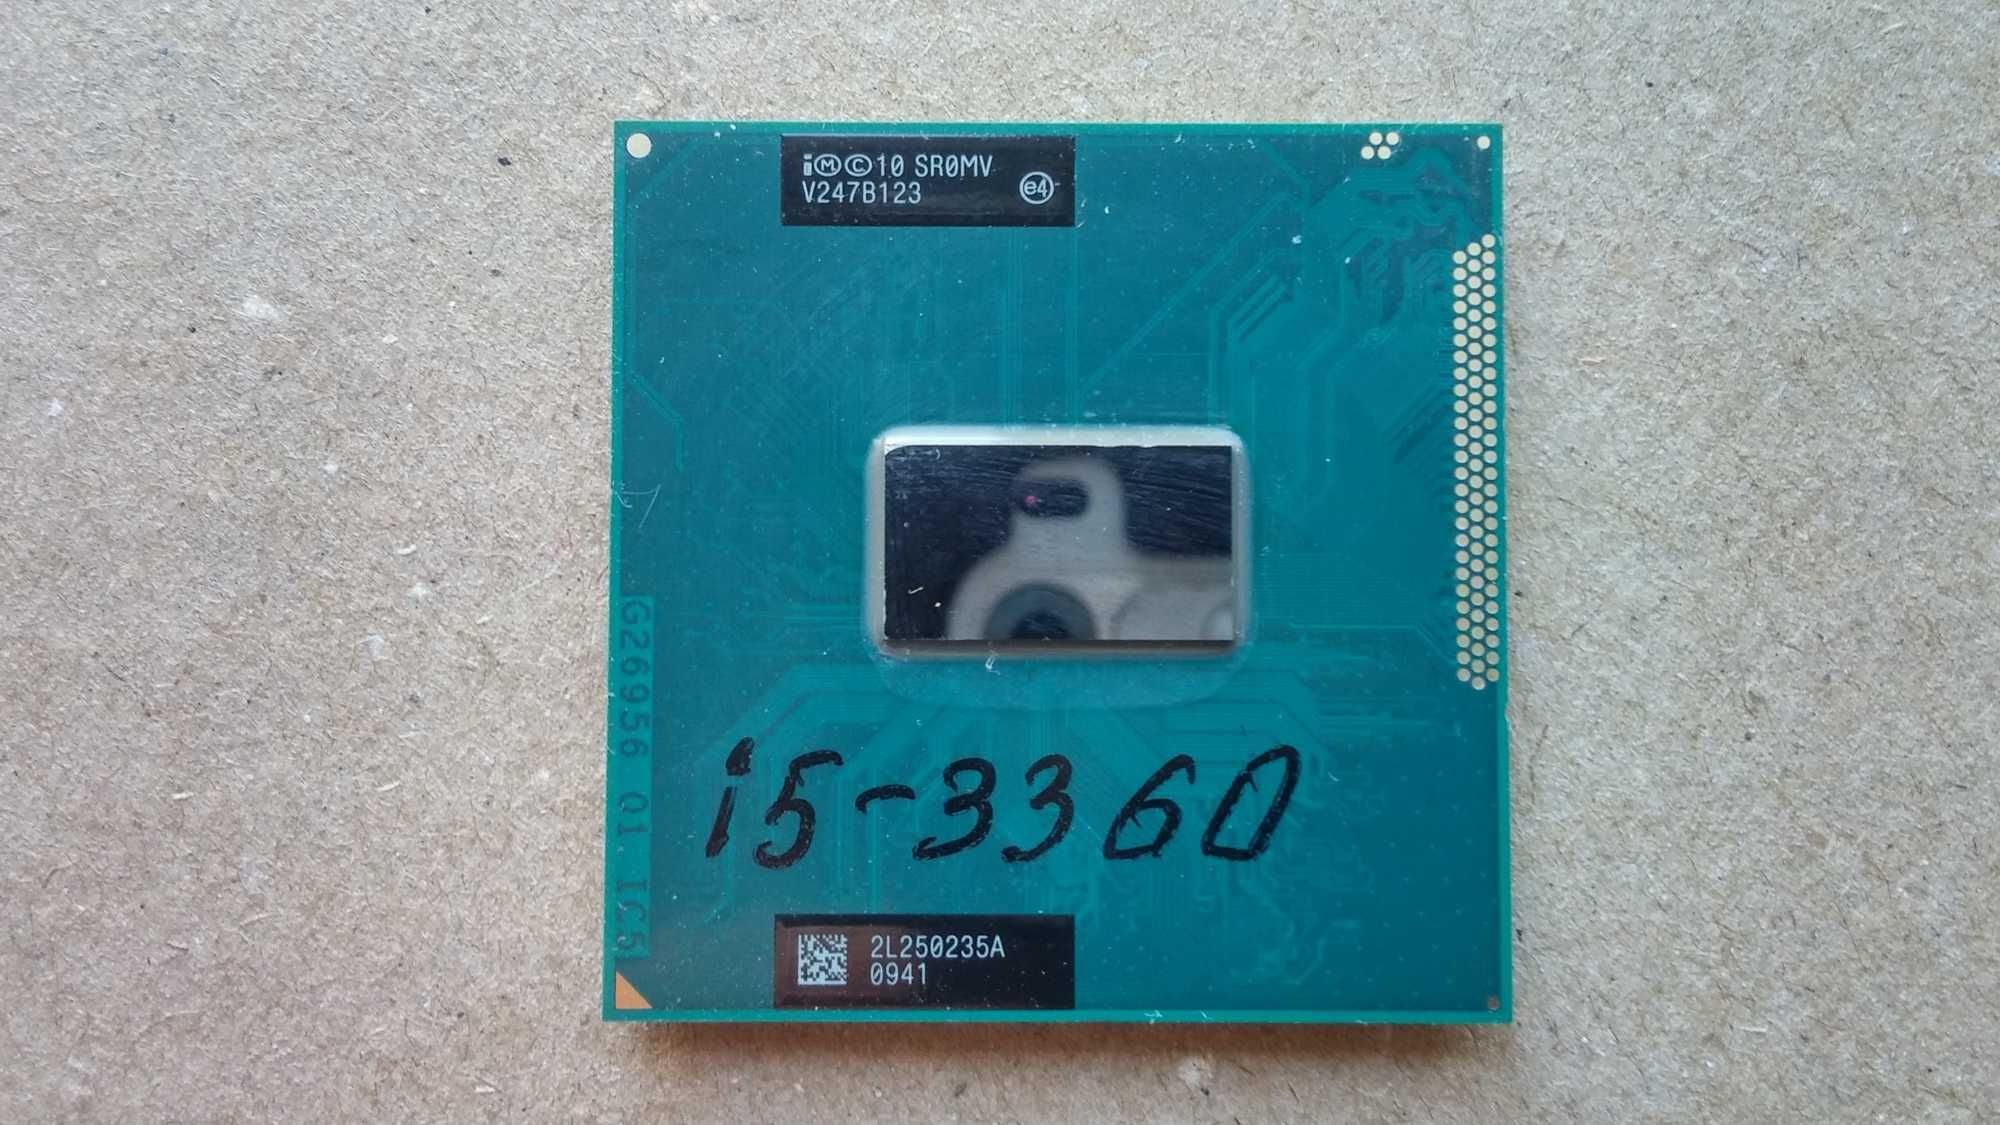 i Ⓜ © 10 SR0MV
V247B123 e4
G26956 01. IC5
i5-3360
2L250235A
0941